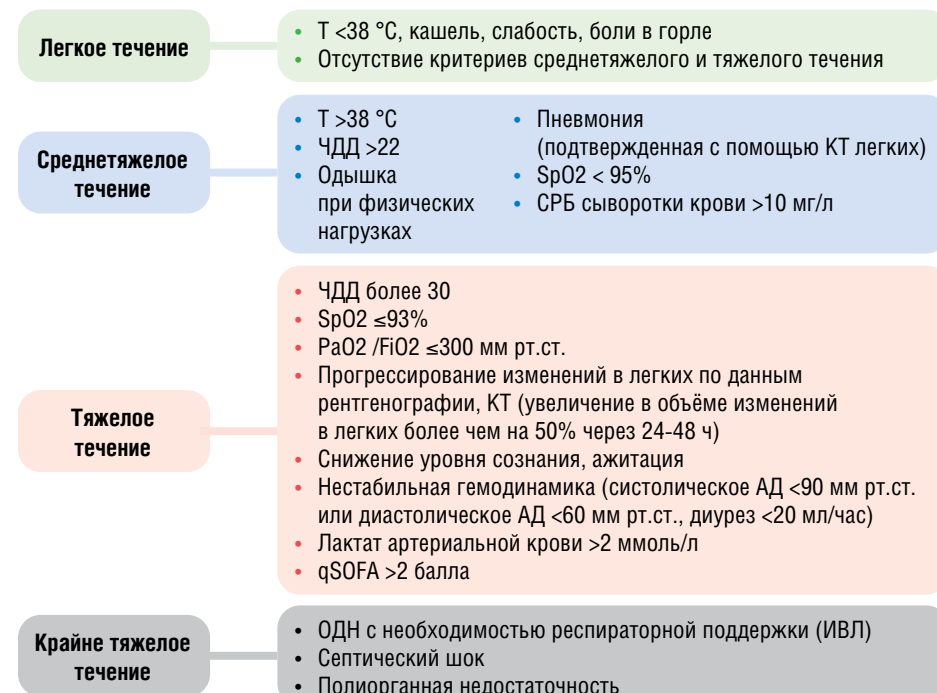 Легкое течение
• T <38 °C, кашель, слабость, боли в горле
• Отсутствие критериев среднетяжелого и тяжелого течения
Среднетяжелое
течение
• T >38 °C
• ЧДД >22
• Одышка
при физических
нагрузках
• Пневмония
(подтвержденная с помощью КТ легких)
• SpO2 < 95%
• СРБ сыворотки крови >10 мг/л
Тяжелое
течение
• ЧДД более 30
• SpO2 ≤93%
• PaO2 /FiO2 ≤300 мм рт.ст.
• Прогрессирование изменений в легких по данным
рентгенографии, КТ (увеличение в объёме изменений
в легких более чем на 50% через 24-48 ч)
• Снижение уровня сознания, ажитация
• Нестабильная гемодинамика (систолическое АД <90 мм рт.ст.
или диастолическое АД <60 мм рт.ст., диурез <20 мл/час)
• Лактат артериальной крови >2 ммоль/л
• qSOFA >2 балла
Крайне тяжелое
течение
• ОДН с необходимостью респираторной поддержки (ИВЛ)
• Септический шок
• Полиорганная недостаточность